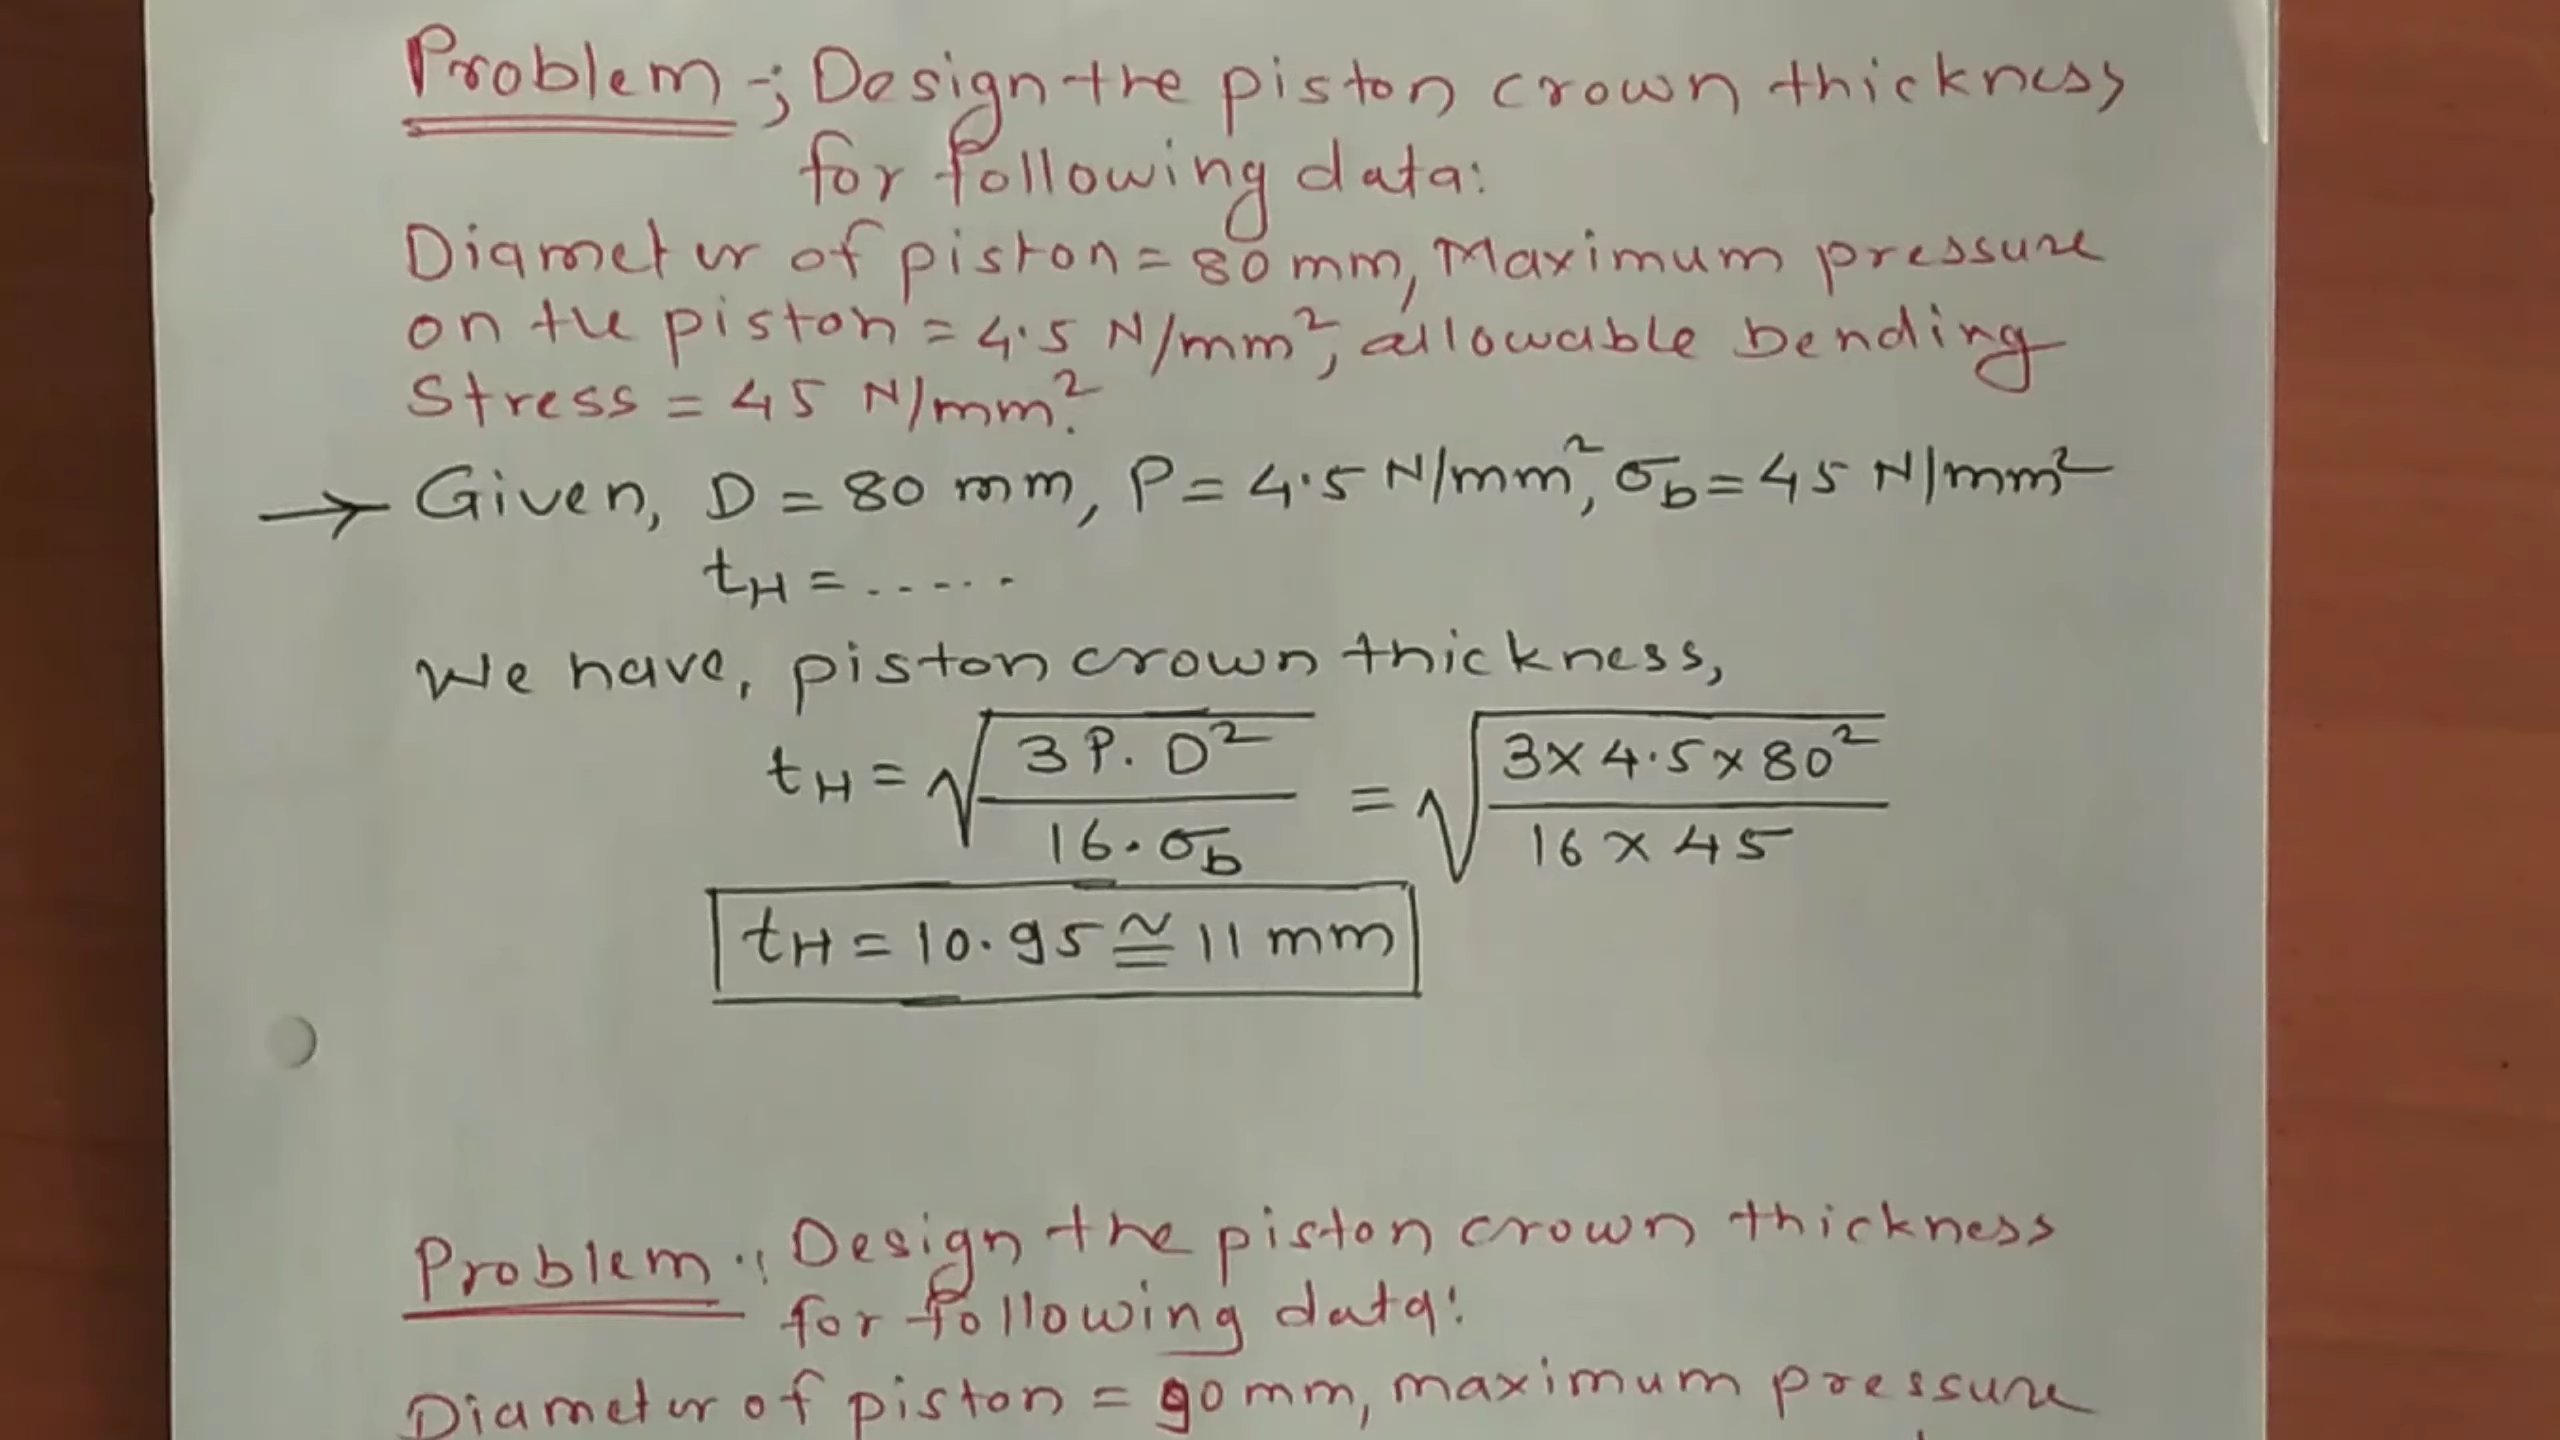 Problem :- Design the piston crown thickness
for following data:
Diameter of piston = 80 mm, Maximum pressure
on the piston = 4.5 N/mm², allowable bending
Stress = 45 N/mm².
→ Given, D = 80 mm, P = 4.5 N/mm², σb = 45 N/mm²
tH = .....
We have, piston crown thickness,
tH = √(3P.D² / 16.σb) = √(3×4.5×80² / 16×45)
tH = 10.95 ≅ 11 mm
Problem : Design the piston crown thickness
for following data:
Diameter of piston = 90 mm, maximum pressure